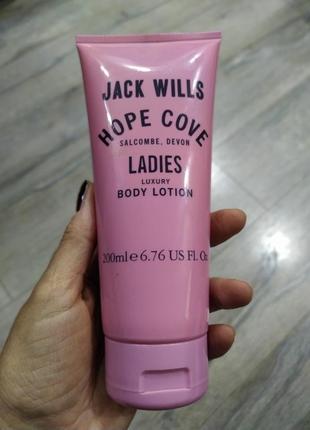 JACK WILLS
HOPE COVE
SALCOMBE, DEVON
LADIES
LUXURY
BODY LOTION
200ml e 6.76 US Fl. Oz